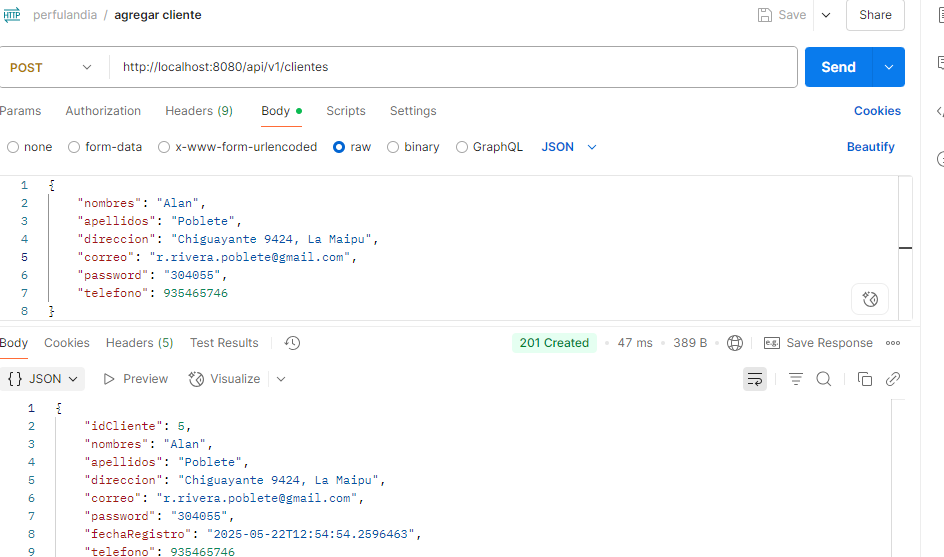 HTTP perfulandia / agregar cliente Save Share
POST http://localhost:8080/api/v1/clientes Send
Params Authorization Headers (9) Body Scripts Settings Cookies
none form-data x-www-form-urlencoded raw binary GraphQL JSON Beautify
1 {
2 "nombres": "Alan",
3 "apellidos": "Poblete",
4 "direccion": "Chiguayante 9424, La Maipu",
5 "correo": "r.rivera.poblete@gmail.com",
6 "password": "304055",
7 "telefono": 935465746
8 }
Body Cookies Headers (5) Test Results 201 Created • 47 ms • 389 B • e.g. Save Response
{} JSON Preview Visualize
1 {
2 "idCliente": 5,
3 "nombres": "Alan",
4 "apellidos": "Poblete",
5 "direccion": "Chiguayante 9424, La Maipu",
6 "correo": "r.rivera.poblete@gmail.com",
7 "password": "304055",
8 "fechaRegistro": "2025-05-22T12:54:54.2596463",
9 "telefono": 935465746